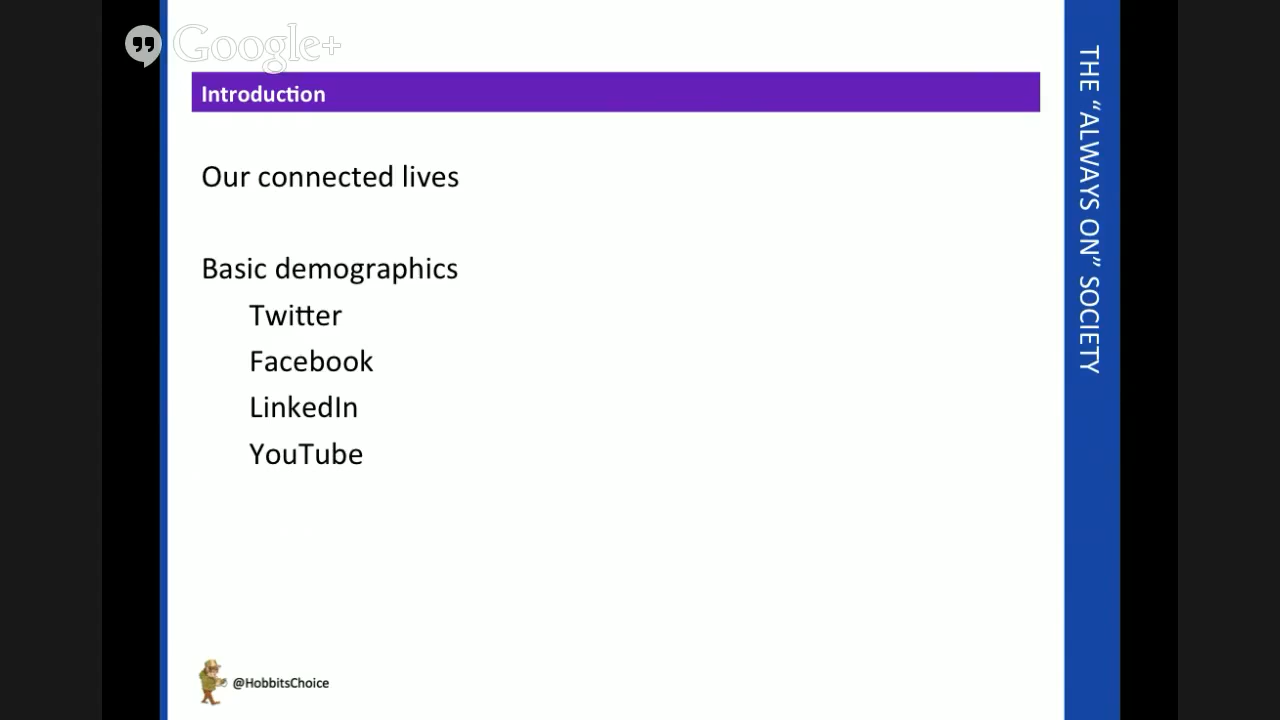 Google+
Introduction
Our connected lives
Basic demographics
Twitter
Facebook
LinkedIn
YouTube
@HobbitsChoice
THE “ALWAYS ON” SOCIETY